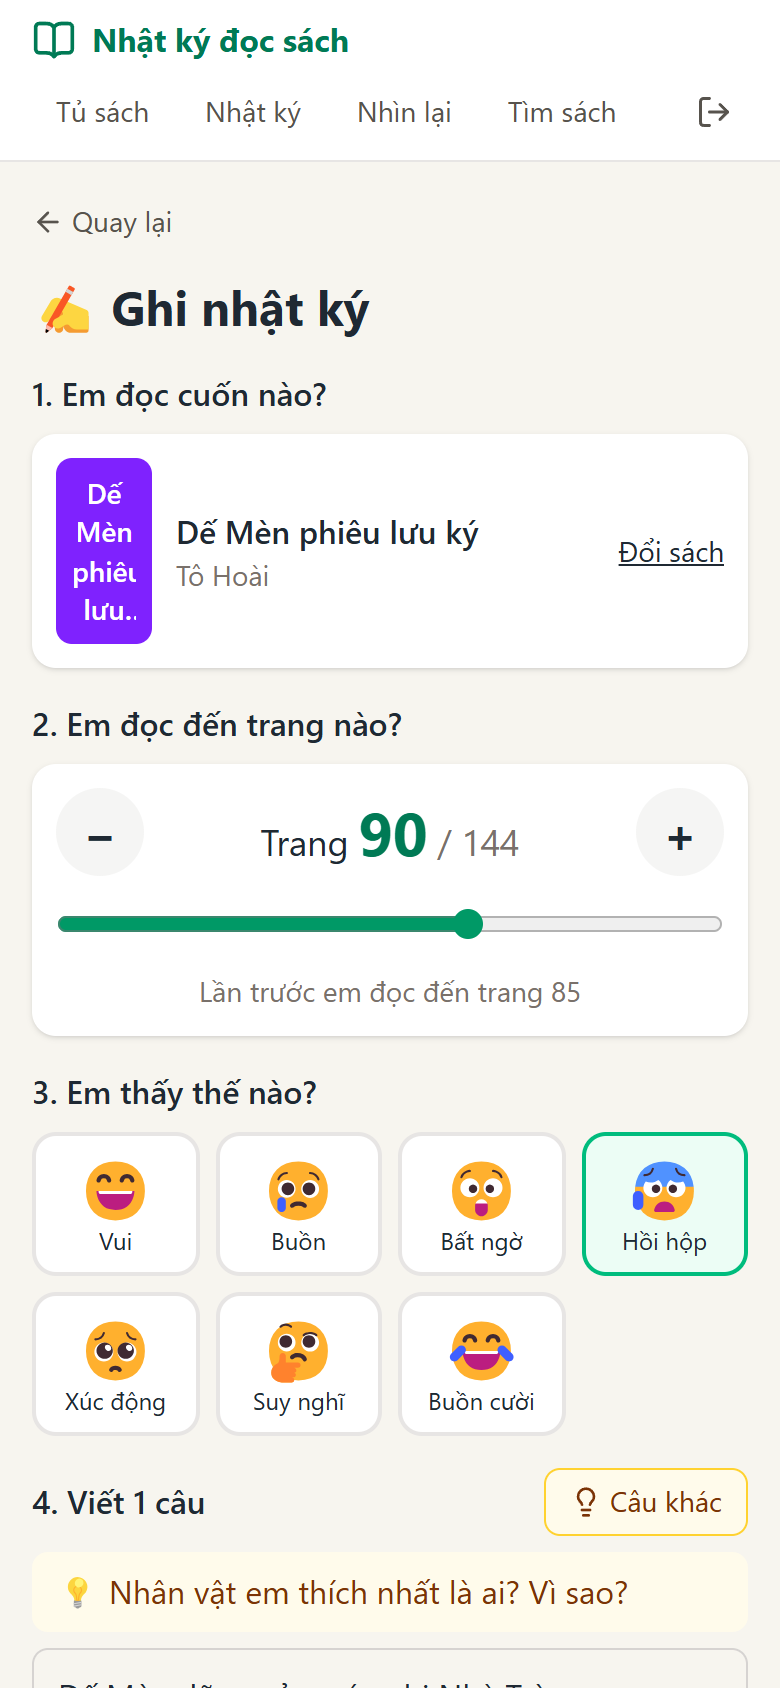 Nhật ký đọc sách
Tủ sách Nhật ký Nhìn lại Tìm sách
Quay lại
Ghi nhật ký
1. Em đọc cuốn nào?
Dế
Mèn
phiêu
lưu..
Dế Mèn phiêu lưu ký
Tô Hoài
Đổi sách
2. Em đọc đến trang nào?
− Trang 90 / 144 +
Lần trước em đọc đến trang 85
3. Em thấy thế nào?
Vui Buồn Bất ngờ Hồi hộp
Xúc động Suy nghĩ Buồn cười
4. Viết 1 câu
Câu khác
Nhân vật em thích nhất là ai? Vì sao?
Dế Mèn